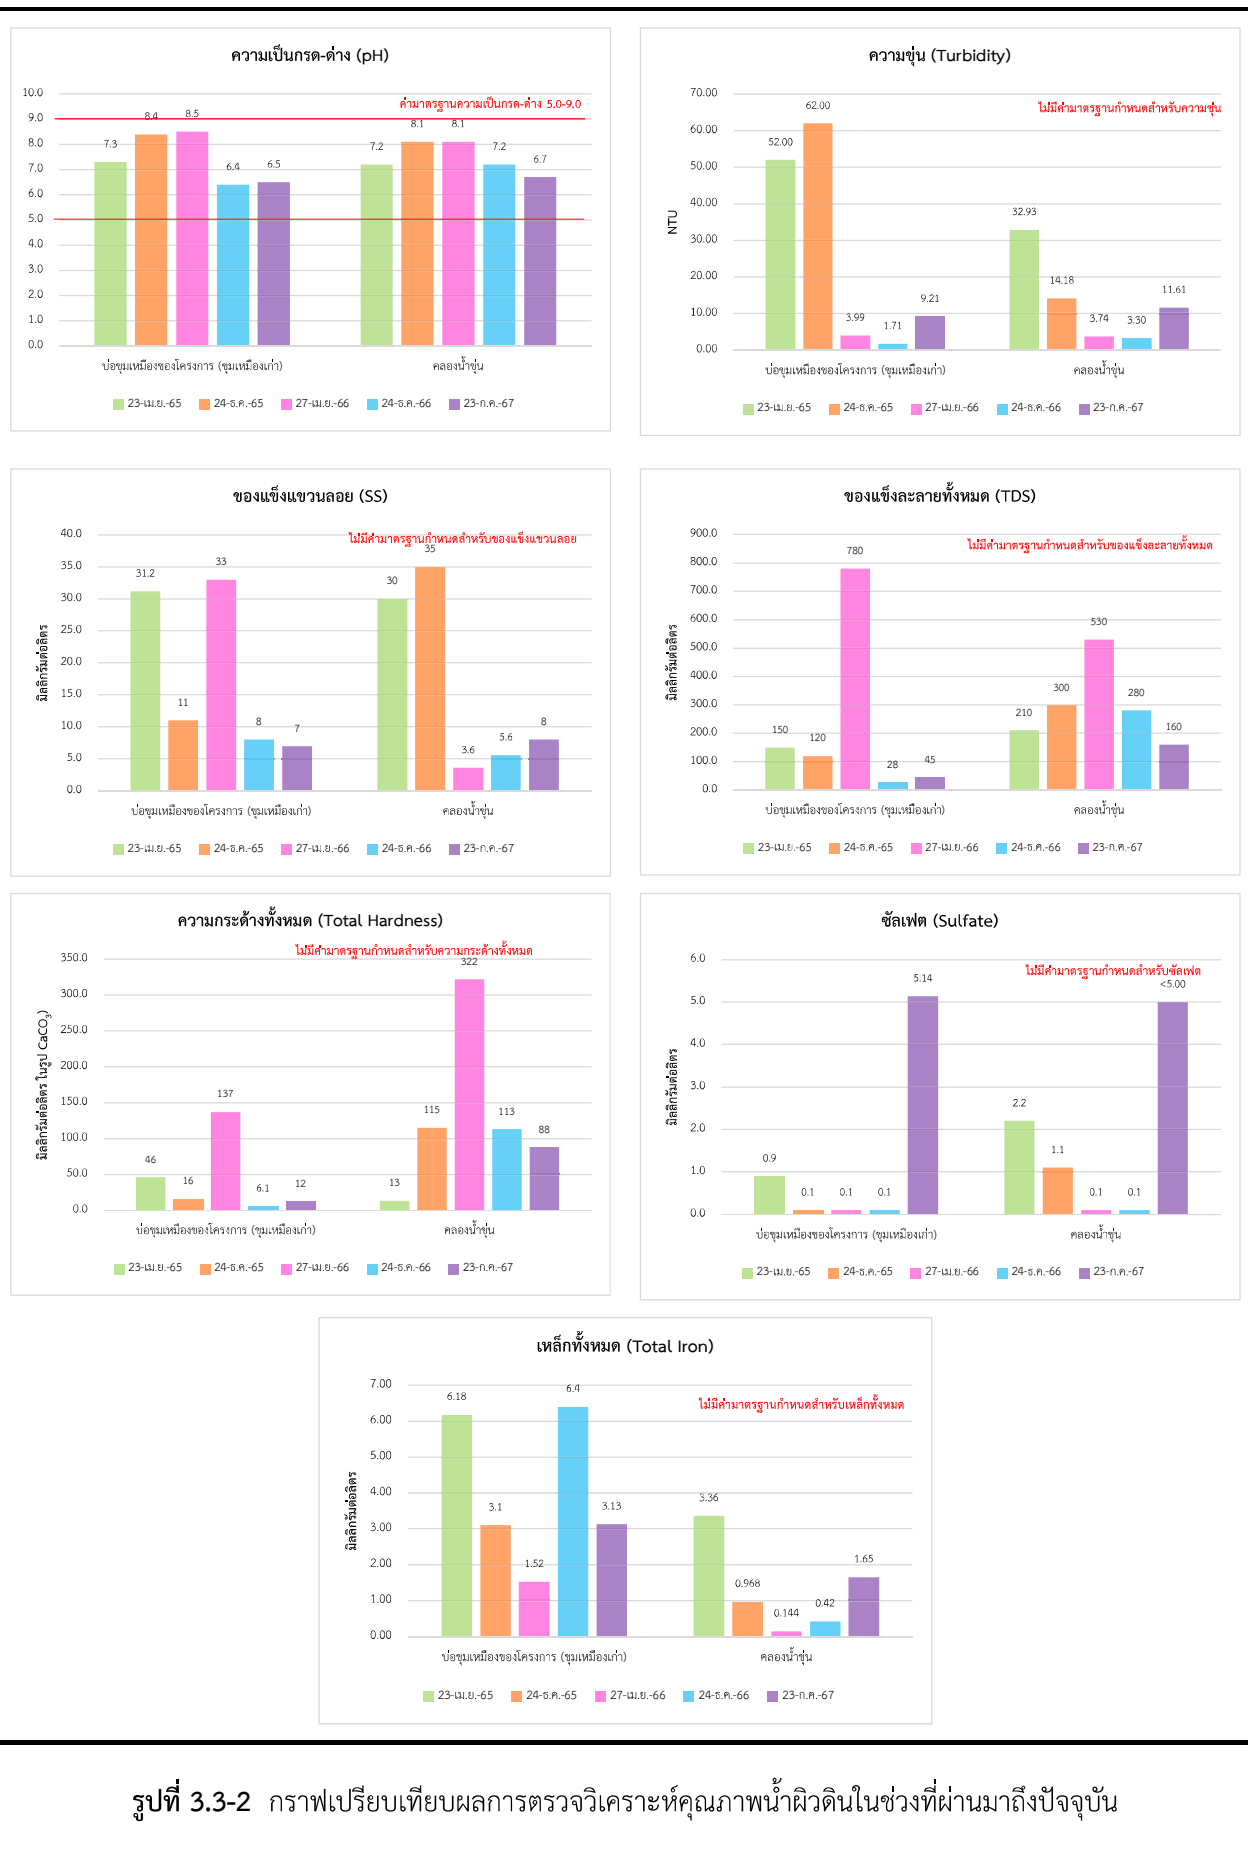 ความเป็นกรด-ด่าง (pH)
ค่ามาตรฐานความเป็นกรด-ด่าง 5.0-9.0
10.0
9.0
8.0
7.0
6.0
5.0
4.0
3.0
2.0
1.0
0.0
7.3 8.4 8.5 6.4 6.5
7.2 8.1 8.1 7.2 6.7
บ่อขุมเหมืองของโครงการ (ขุมเหมืองเก่า) คลองน้ำขุ่น
23-เม.ย.-65 24-ธ.ค.-65 27-เม.ย.-66 24-ธ.ค.-66 23-ก.ค.-67
ความขุ่น (Turbidity)
ไม่มีค่ามาตรฐานกำหนดสำหรับความขุ่น
NTU
70.00
60.00
50.00
40.00
30.00
20.00
10.00
0.00
52.00 62.00 3.99 1.71 9.21
32.93 14.18 3.74 3.30 11.61
บ่อขุมเหมืองของโครงการ (ขุมเหมืองเก่า) คลองน้ำขุ่น
23-เม.ย.-65 24-ธ.ค.-65 27-เม.ย.-66 24-ธ.ค.-66 23-ก.ค.-67
ของแข็งแขวนลอย (SS)
ไม่มีค่ามาตรฐานกำหนดสำหรับของแข็งแขวนลอย
มิลลิกรัมต่อลิตร
40.0
35.0
30.0
25.0
20.0
15.0
10.0
5.0
0.0
31.2 11 33 8 7
30 35 3.6 5.6 8
บ่อขุมเหมืองของโครงการ (ขุมเหมืองเก่า) คลองน้ำขุ่น
23-เม.ย.-65 24-ธ.ค.-65 27-เม.ย.-66 24-ธ.ค.-66 23-ก.ค.-67
ของแข็งละลายทั้งหมด (TDS)
ไม่มีค่ามาตรฐานกำหนดสำหรับของแข็งละลายทั้งหมด
มิลลิกรัมต่อลิตร
900.0
800.0
700.0
600.0
500.0
400.0
300.0
200.0
100.0
0.0
150 120 780 28 45
210 300 530 280 160
บ่อขุมเหมืองของโครงการ (ขุมเหมืองเก่า) คลองน้ำขุ่น
23-เม.ย.-65 24-ธ.ค.-65 27-เม.ย.-66 24-ธ.ค.-66 23-ก.ค.-67
ความกระด้างทั้งหมด (Total Hardness)
ไม่มีค่ามาตรฐานกำหนดสำหรับความกระด้างทั้งหมด
มิลลิกรัมต่อลิตร ในรูป CaCO₃)
350.0
300.0
250.0
200.0
150.0
100.0
50.0
0.0
46 16 137 6.1 12
13 115 322 113 88
บ่อขุมเหมืองของโครงการ (ขุมเหมืองเก่า) คลองน้ำขุ่น
23-เม.ย.-65 24-ธ.ค.-65 27-เม.ย.-66 24-ธ.ค.-66 23-ก.ค.-67
ซัลเฟต (Sulfate)
ไม่มีค่ามาตรฐานกำหนดสำหรับซัลเฟต
มิลลิกรัมต่อลิตร
6.0
5.0
4.0
3.0
2.0
1.0
0.0
0.9 0.1 0.1 0.1 5.14
2.2 1.1 0.1 0.1 <5.00
บ่อขุมเหมืองของโครงการ (ขุมเหมืองเก่า) คลองน้ำขุ่น
23-เม.ย.-65 24-ธ.ค.-65 27-เม.ย.-66 24-ธ.ค.-66 23-ก.ค.-67
เหล็กทั้งหมด (Total Iron)
ไม่มีค่ามาตรฐานกำหนดสำหรับเหล็กทั้งหมด
มิลลิกรัมต่อลิตร
7.00
6.00
5.00
4.00
3.00
2.00
1.00
0.00
6.18 3.1 1.52 6.4 3.13
3.36 0.968 0.144 0.42 1.65
บ่อขุมเหมืองของโครงการ (ขุมเหมืองเก่า) คลองน้ำขุ่น
23-เม.ย.-65 24-ธ.ค.-65 27-เม.ย.-66 24-ธ.ค.-66 23-ก.ค.-67
รูปที่ 3.3-2 กราฟเปรียบเทียบผลการตรวจวิเคราะห์คุณภาพน้ำผิวดินในช่วงที่ผ่านมาถึงปัจจุบัน